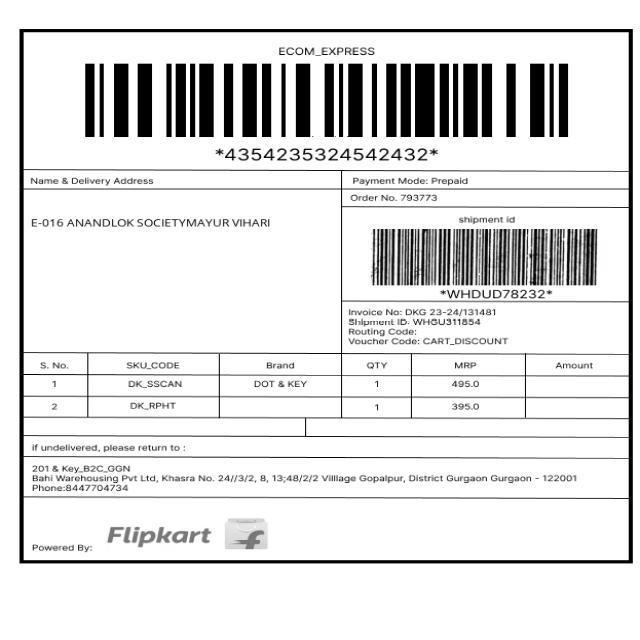 ECOM_EXPRESS
*4354235324542432*
Name & Delivery Address
Payment Mode: Prepaid
Order No. 793773
E-016 ANANDLOK SOCIETYMAYUR VIHARI
shipment id
*WHDUD78232*
Invoice No: DKG 23-24/131481
Shipment ID: WHGU311854
Routing Code:
Voucher Code: CART_DISCOUNT
S. No. SKU_CODE Brand QTY MRP Amount
1 DK_SSCAN DOT & KEY 1 495.0
2 DK_RPHT 1 395.0
if undelivered, please return to :
201 & Key_B2C_GGN
Bahi Warehousing Pvt Ltd, Khasra No. 24//3/2, 8, 13;48/2/2 Villlage Gopalpur, District Gurgaon Gurgaon - 122001
Phone:8447704734
Powered By: Flipkart